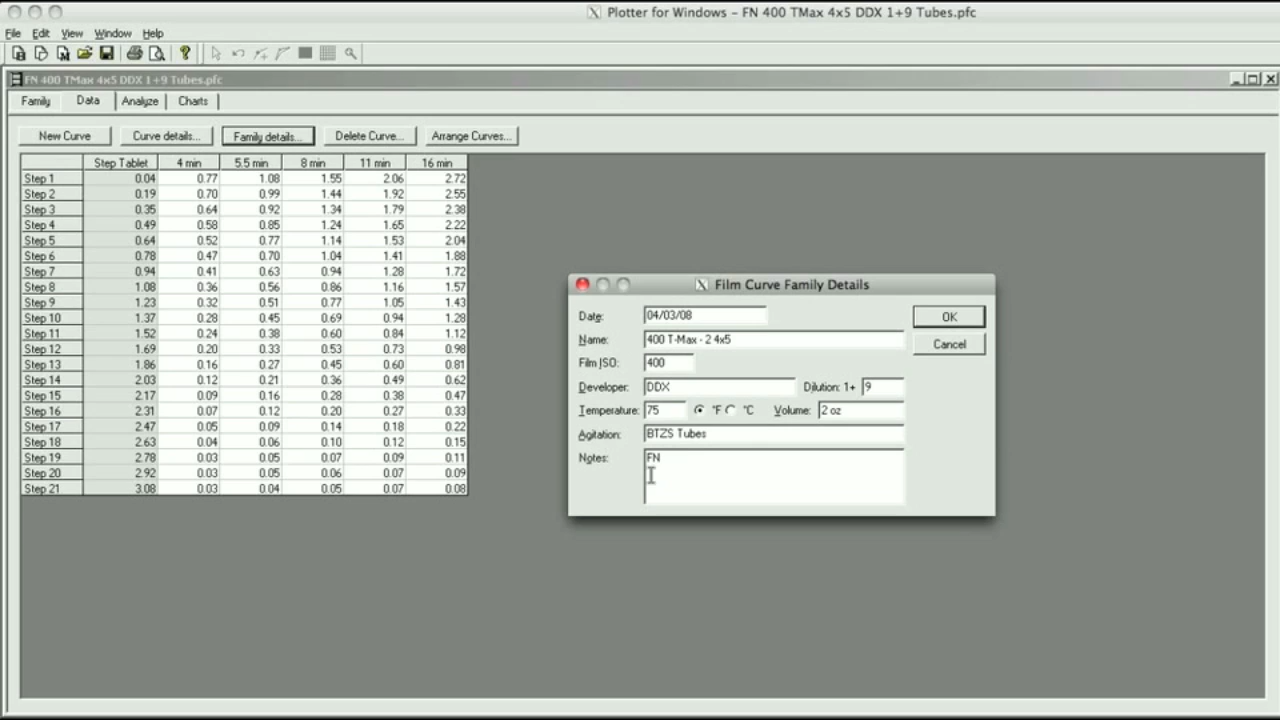 Plotter for Windows – FN 400 TMax 4x5 DDX 1+9 Tubes.pfc
File Edit View Window Help
FN 400 TMax 4x5 DDX 1+9 Tubes.pfc
Family Data Analyze Charts
New Curve Curve details... Family details... Delete Curve... Arrange Curves...
Step Tablet 4 min 5.5 min 8 min 11 min 16 min
Step 1 0.04 0.77 1.08 1.55 2.06 2.72
Step 2 0.19 0.70 0.99 1.44 1.92 2.55
Step 3 0.35 0.64 0.92 1.34 1.79 2.38
Step 4 0.49 0.58 0.85 1.24 1.65 2.22
Step 5 0.64 0.52 0.77 1.14 1.53 2.04
Step 6 0.78 0.47 0.70 1.04 1.41 1.88
Step 7 0.94 0.41 0.63 0.94 1.28 1.72
Step 8 1.08 0.36 0.56 0.86 1.16 1.57
Step 9 1.23 0.32 0.51 0.77 1.05 1.43
Step 10 1.37 0.28 0.45 0.69 0.94 1.28
Step 11 1.52 0.24 0.38 0.60 0.84 1.12
Step 12 1.69 0.20 0.33 0.53 0.73 0.98
Step 13 1.86 0.16 0.27 0.45 0.60 0.81
Step 14 2.03 0.12 0.21 0.36 0.49 0.62
Step 15 2.17 0.09 0.16 0.28 0.38 0.47
Step 16 2.31 0.07 0.12 0.20 0.27 0.33
Step 17 2.47 0.05 0.09 0.14 0.18 0.22
Step 18 2.63 0.04 0.06 0.10 0.12 0.15
Step 19 2.78 0.03 0.05 0.07 0.09 0.11
Step 20 2.92 0.03 0.05 0.06 0.07 0.09
Step 21 3.08 0.03 0.04 0.05 0.07 0.08
Film Curve Family Details
Date: 04/03/08 OK
Name: 400 T-Max - 2 4x5 Cancel
Film ISO: 400
Developer: DDX Dilution: 1+ 9
Temperature: 75 °F °C Volume: 2 oz
Agitation: BTZS Tubes
Notes: FN